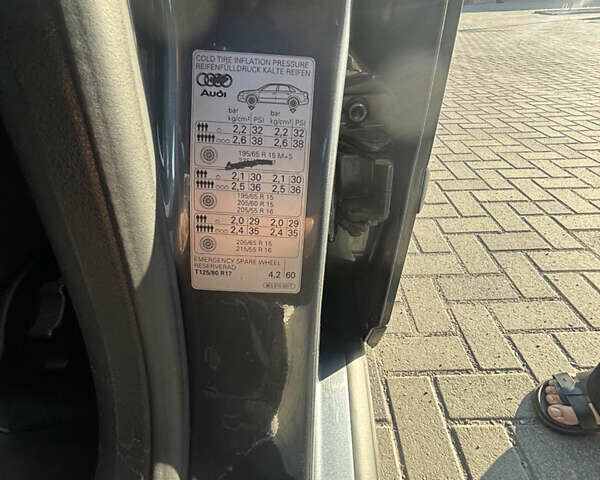 COLD TIRE INFLATION PRESSURE
REIFENFÜLLDRUCK KALTE REIFEN
Audi
bar bar
kg/cm² PSI kg/cm² PSI
2,2 32 2,2 32
2,6 38 2,6 38
195/65 R 15 M+S
2,1 30 2,1 30
2,5 36 2,5 36
195/65 R 15
205/60 R 15
205/55 R 16
2,0 29 2,0 29
2,4 35 2,4 35
205/65 R 15
215/55 R 16
EMERGENCY SPARE WHEEL
RESERVERAD
T125/90 R17 4,2 60